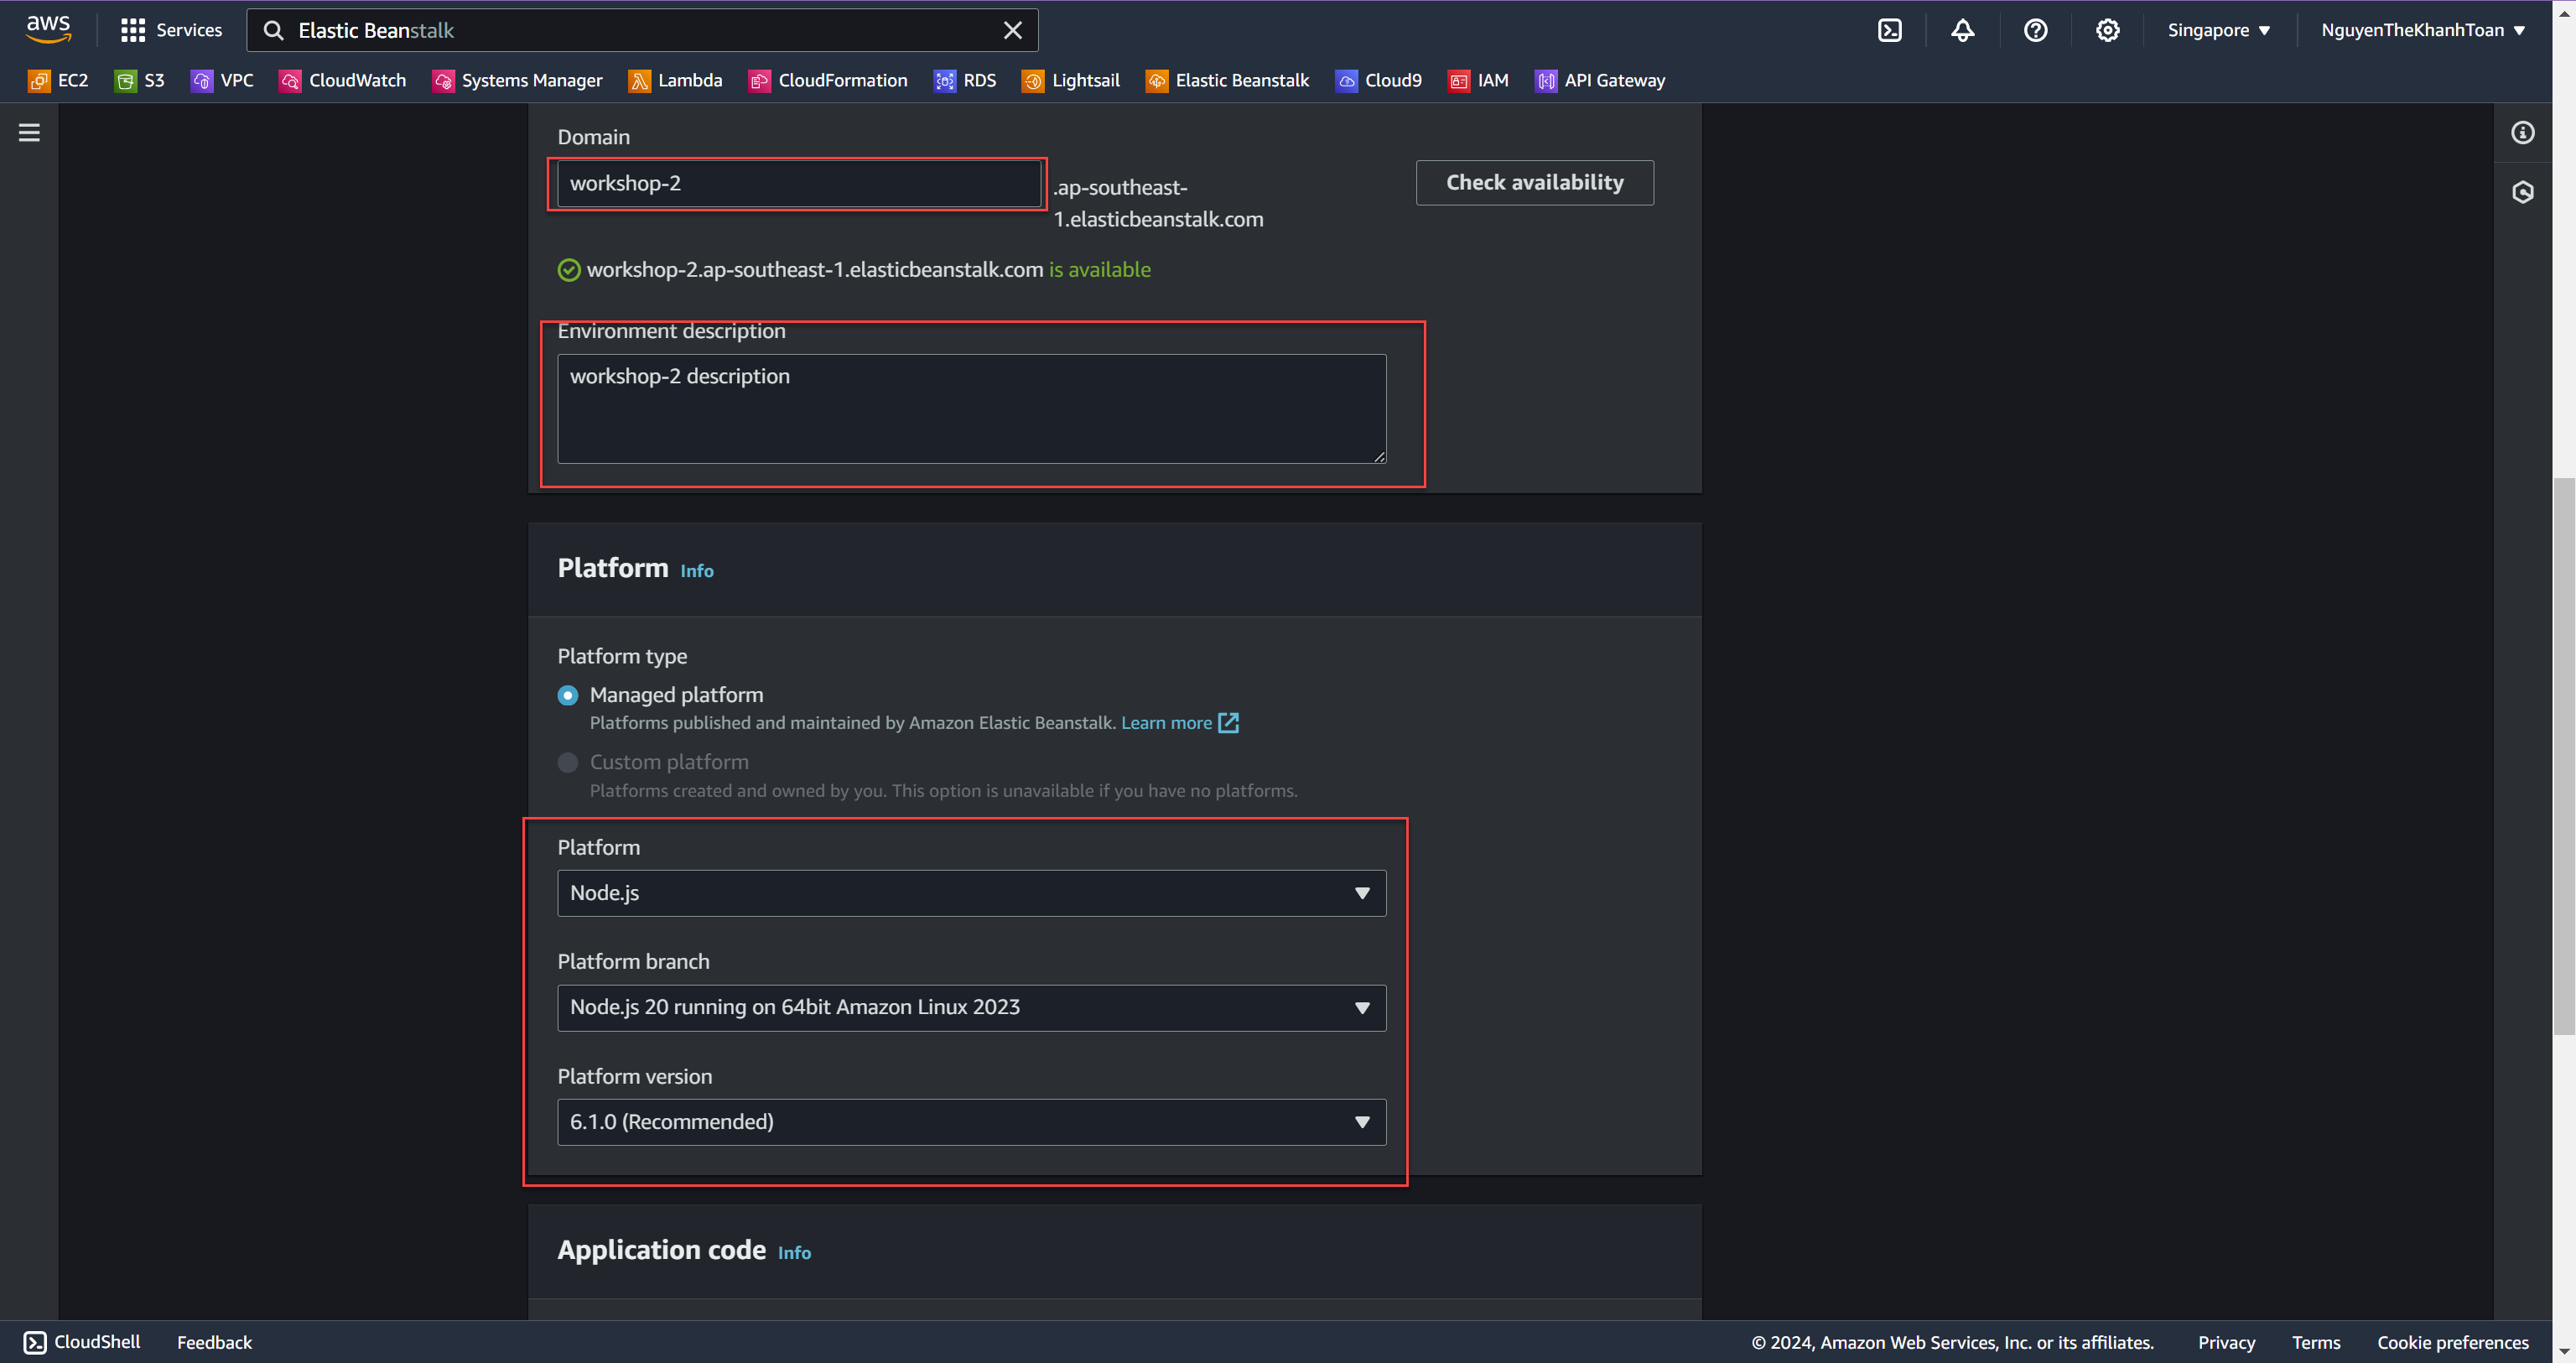 aws
Services
Elastic Beanstalk
Singapore
NguyenTheKhanhToan
EC2
S3
VPC
CloudWatch
Systems Manager
Lambda
CloudFormation
RDS
Lightsail
Elastic Beanstalk
Cloud9
IAM
API Gateway
Domain
workshop-2
.ap-southeast-
1.elasticbeanstalk.com
Check availability
workshop-2.ap-southeast-1.elasticbeanstalk.com is available
Environment description
workshop-2 description
Platform Info
Platform type
Managed platform
Platforms published and maintained by Amazon Elastic Beanstalk. Learn more
Custom platform
Platforms created and owned by you. This option is unavailable if you have no platforms.
Platform
Node.js
Platform branch
Node.js 20 running on 64bit Amazon Linux 2023
Platform version
6.1.0 (Recommended)
Application code Info
CloudShell
Feedback
© 2024, Amazon Web Services, Inc. or its affiliates.
Privacy
Terms
Cookie preferences